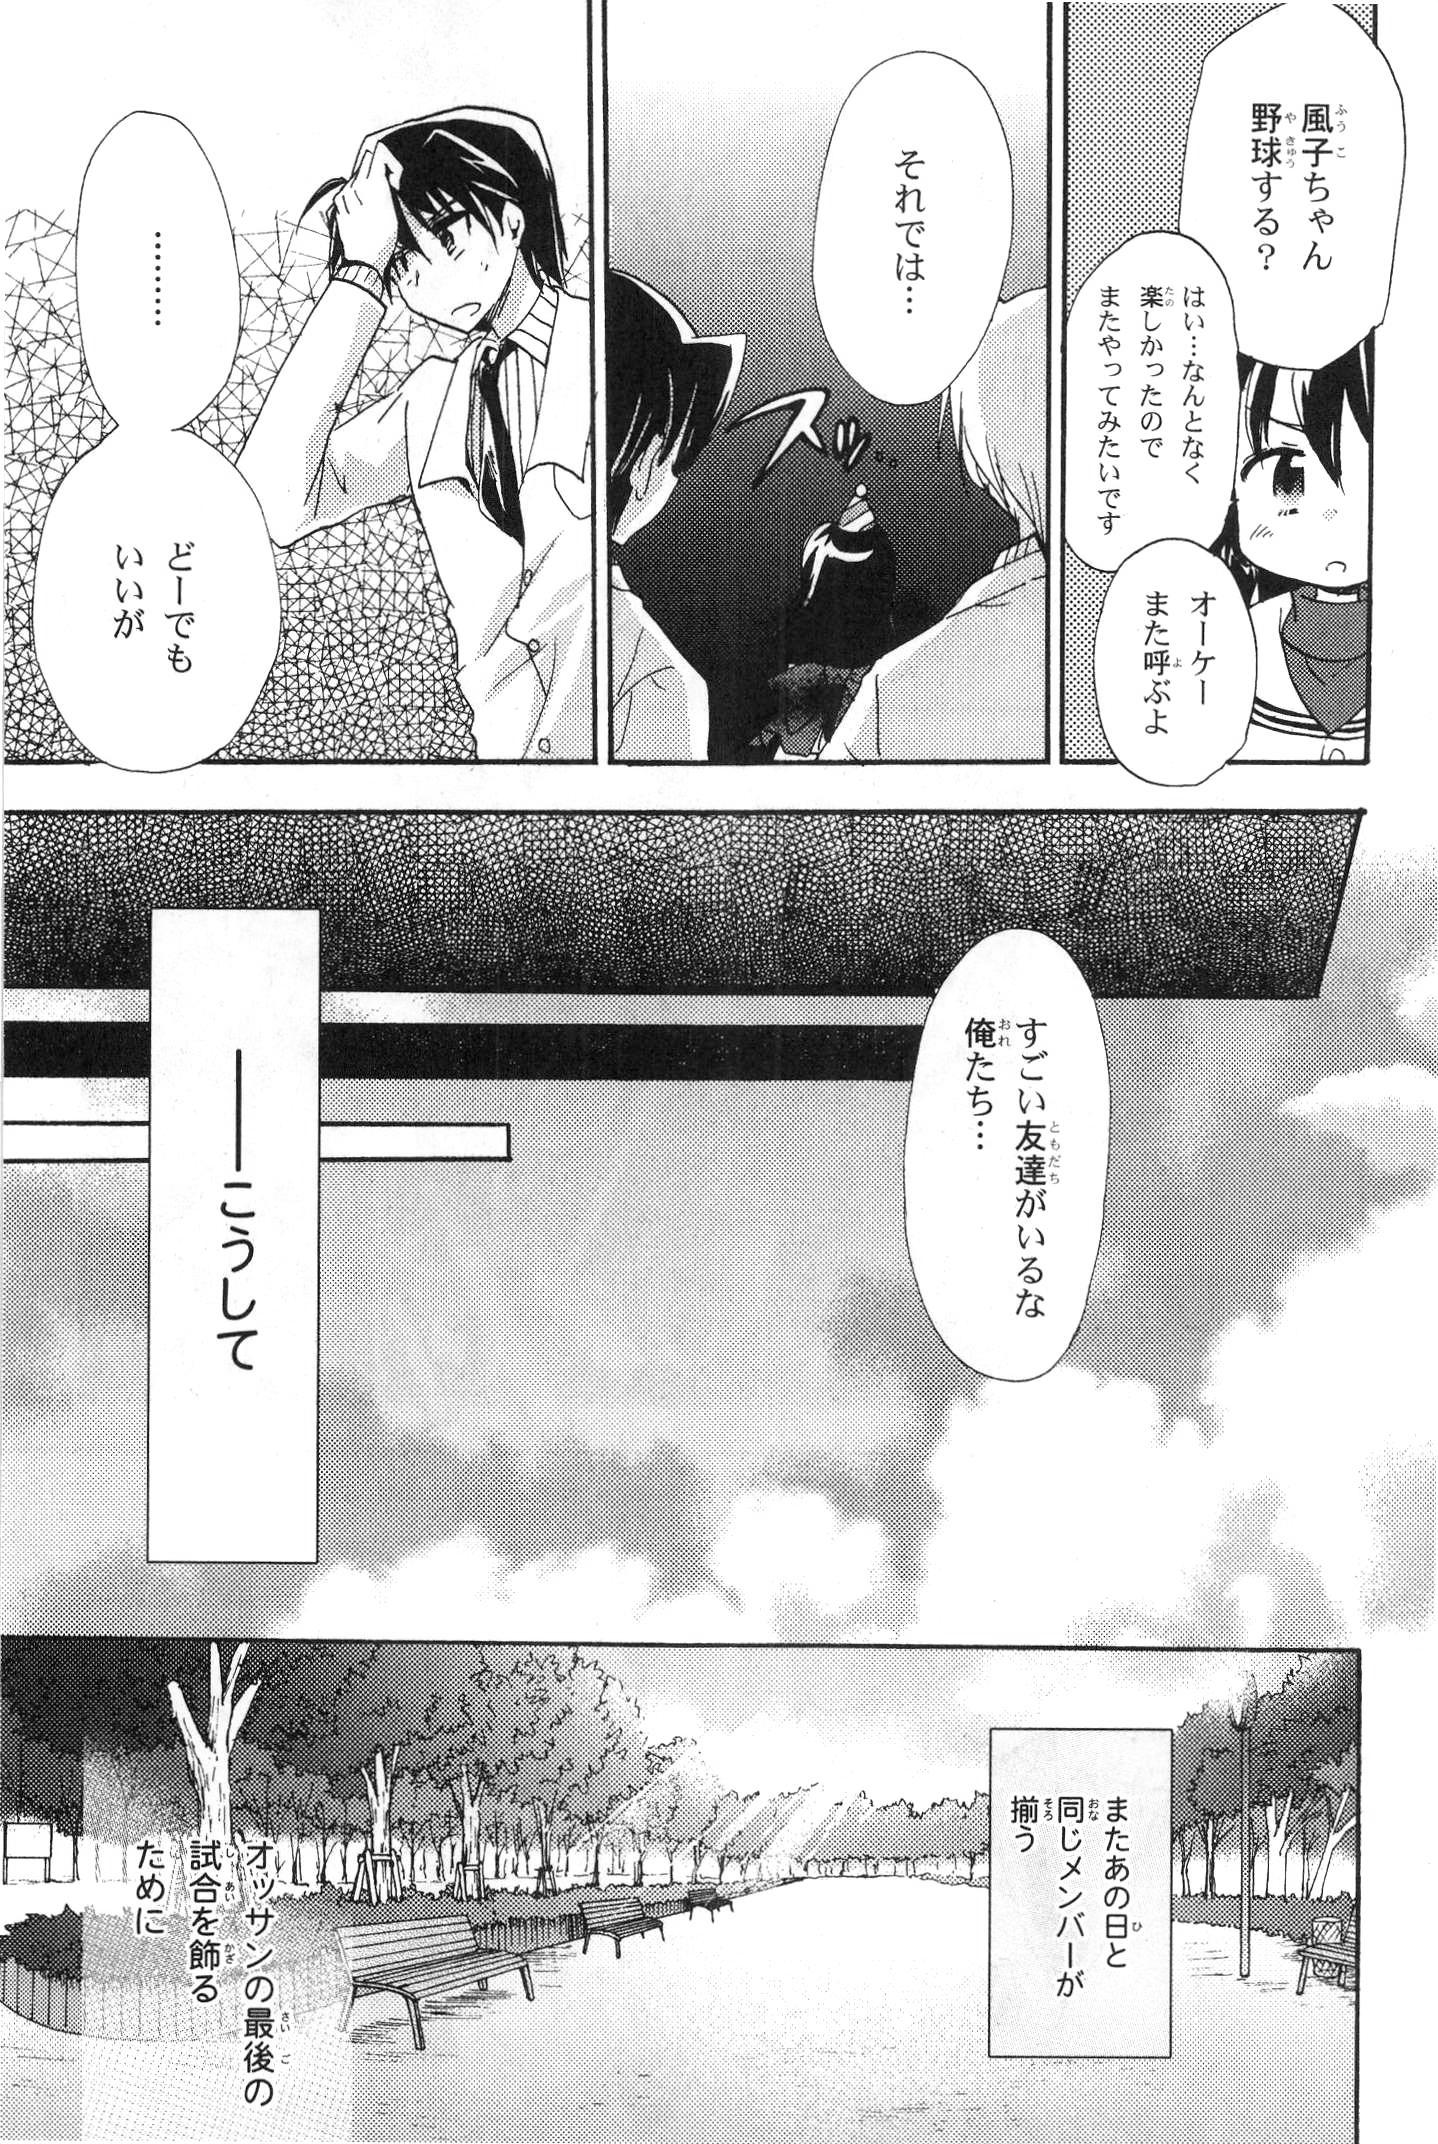 風子ちゃん
野球する？
はい…なんとなく
楽しかったので
またやってみたいです
オーケー
また呼ぶよ
それでは…
スッ…
………
どーでも
いいが
すごい友達がいるな
俺たち…
――こうして
またあの日と
同じメンバーが
揃う
オッサンの最後の
試合を飾る
ために